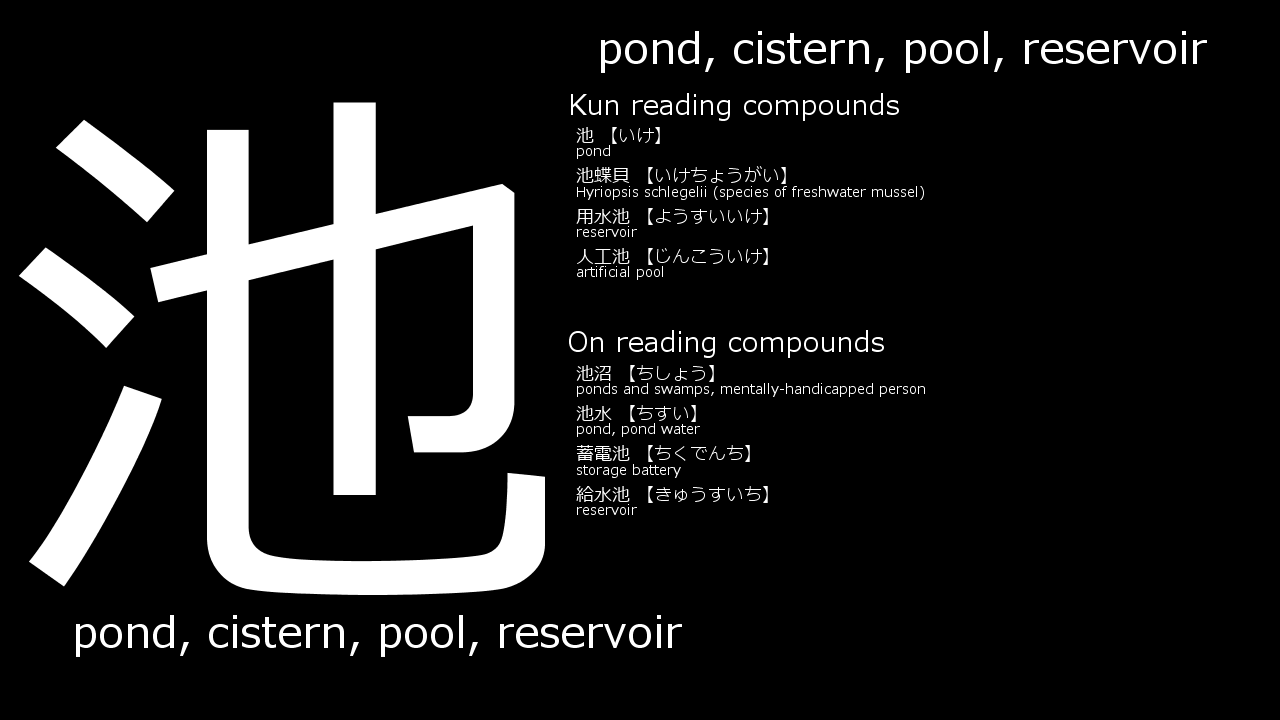 池
pond, cistern, pool, reservoir
pond, cistern, pool, reservoir
Kun reading compounds
池 【いけ】
pond
池蝶貝 【いけちょうがい】
Hyriopsis schlegelii (species of freshwater mussel)
用水池 【ようすいいけ】
reservoir
人工池 【じんこういけ】
artificial pool
On reading compounds
池沼 【ちしょう】
ponds and swamps, mentally-handicapped person
池水 【ちすい】
pond, pond water
蓄電池 【ちくでんち】
storage battery
給水池 【きゅうすいち】
reservoir